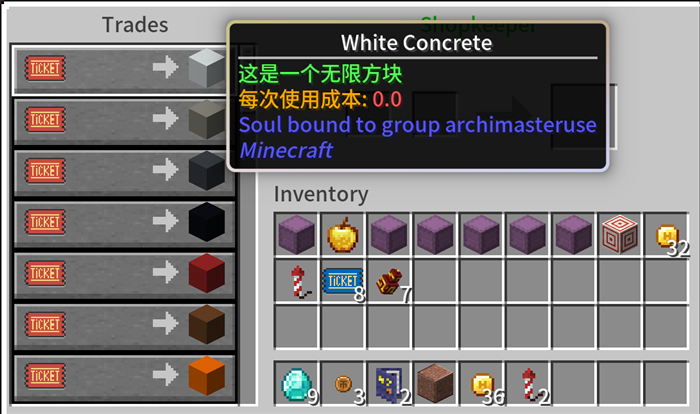 Trades
Shopkeeper
White Concrete
这是一个无限方块
每次使用成本: 0.0
Soul bound to group archimasteruse
Minecraft
Inventory
TICKET
TICKET
TICKET
TICKET
TICKET
TICKET
TICKET
32
TICKET
8
7
9
3
2
36
2